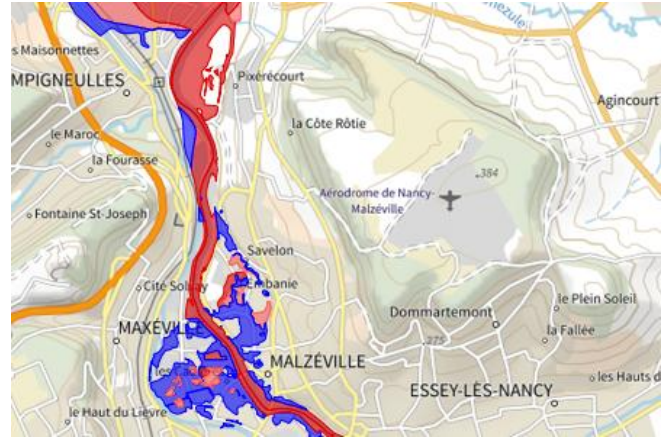 s Maisonnettes
MPIGNEULLES
Pixérécourt
Agincourt
la Côte Rôtie
le Maroc
la Fourasse
384
Aérodrome de Nancy-
Malzéville
Fontaine St-Joseph
Savelon
Embanie
Cité Solvay
le Plein Soleil
Dommartemont
MAXÉVILLE
la Fallée
275
MALZÉVILLE
les Hauts d
ESSEY-LÈS-NANCY
le Haut du Lièvre